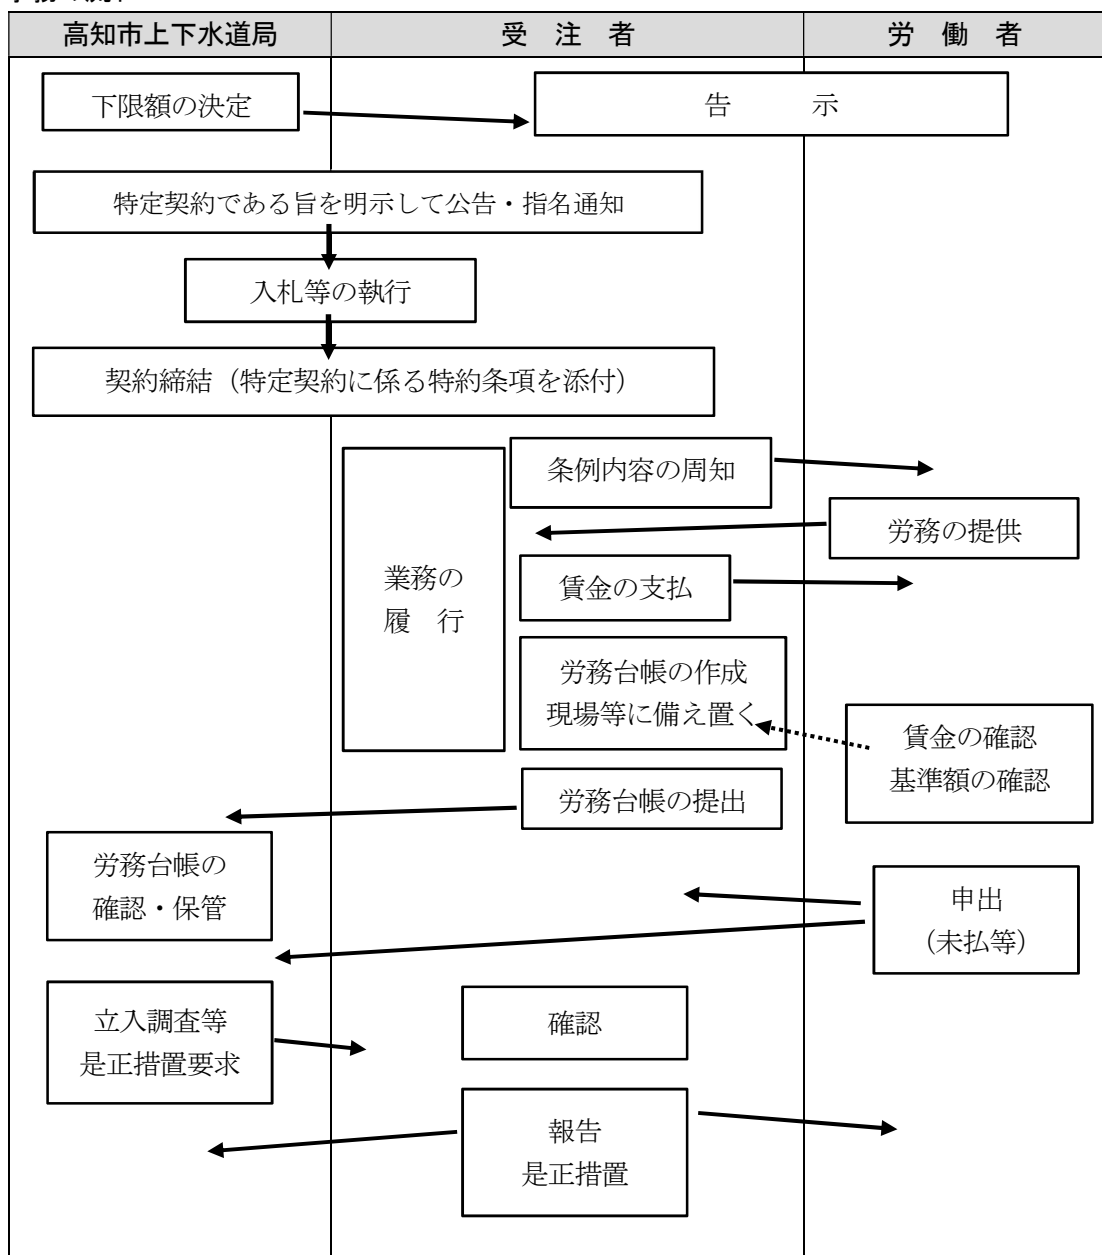 高知市上下水道局
受　注　者
労　働　者
下限額の決定
告　　　示
特定契約である旨を明示して公告・指名通知
入札等の執行
契約締結（特定契約に係る特約条項を添付）
条例内容の周知
労務の提供
業務の
履　行
賃金の支払
労務台帳の作成
現場等に備え置く
賃金の確認
基準額の確認
労務台帳の提出
労務台帳の
確認・保管
申出
（未払等）
立入調査等
是正措置要求
確認
報告
是正措置